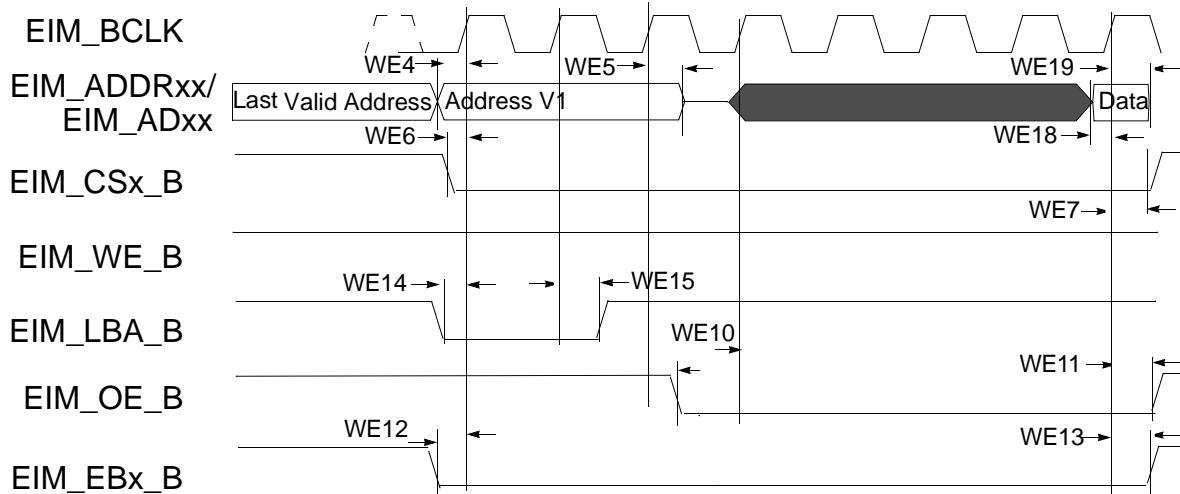 EIM_BCLK
WE4
WE5
WE19
EIM_ADDRxx/
EIM_ADxx
Last Valid Address
Address V1
Data
WE6
WE18
EIM_CSx_B
WE7
EIM_WE_B
WE14
WE15
EIM_LBA_B
WE10
WE11
EIM_OE_B
WE12
WE13
EIM_EBx_B